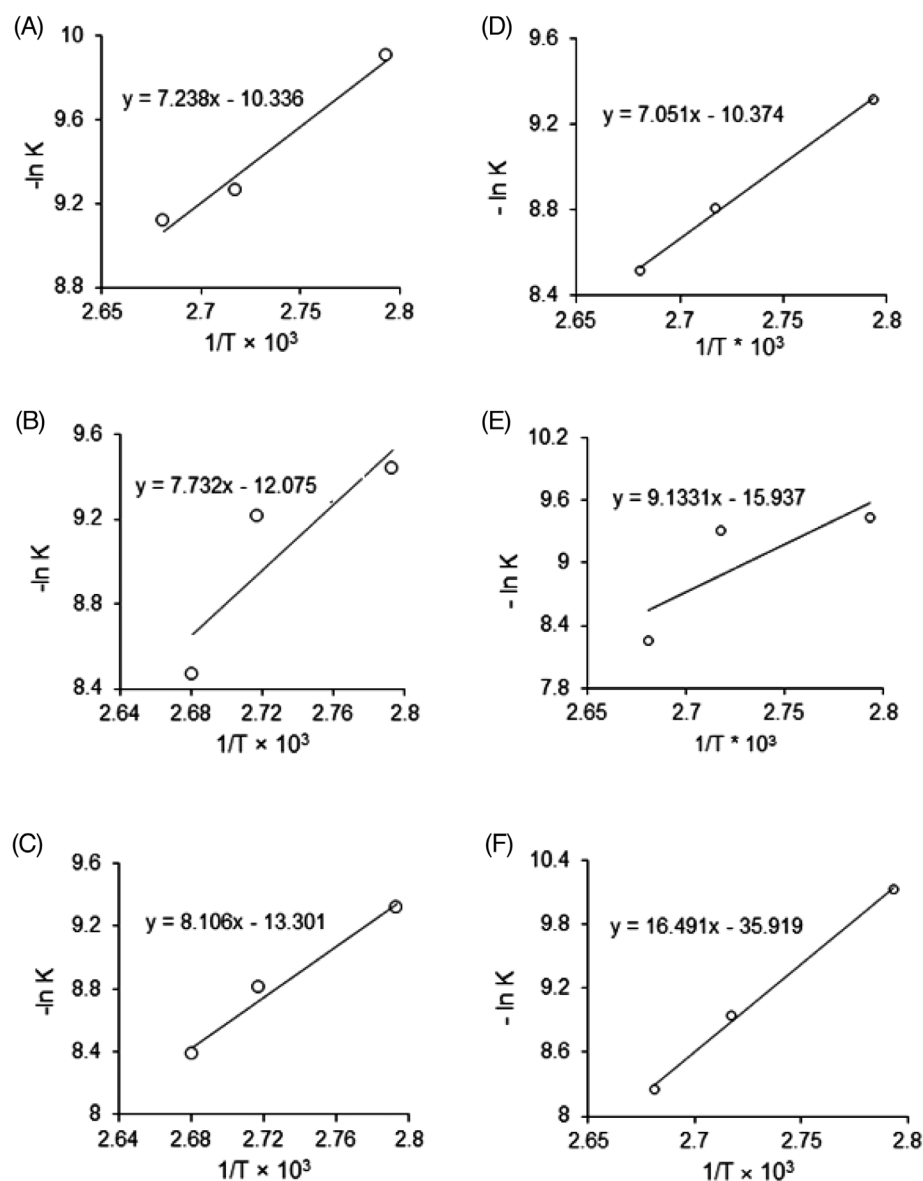 (A)
10
9.6
9.2
8.8
-ln K
y = 7.238x - 10.336
2.65 2.7 2.75 2.8
1/T × 10³
(D)
9.6
9.2
8.8
8.4
- ln K
y = 7.051x - 10.374
2.65 2.7 2.75 2.8
1/T * 10³
(B)
9.6
9.2
8.8
8.4
-ln K
y = 7.732x - 12.075
2.64 2.68 2.72 2.76 2.8
1/T × 10³
(E)
10.2
9.6
9
8.4
7.8
- ln K
y = 9.1331x - 15.937
2.65 2.7 2.75 2.8
1/T * 10³
(C)
9.6
9.2
8.8
8.4
8
-ln K
y = 8.106x - 13.301
2.64 2.68 2.72 2.76 2.8
1/T × 10³
(F)
10.4
9.8
9.2
8.6
8
- ln K
y = 16.491x - 35.919
2.65 2.7 2.75 2.8
1/T × 10³